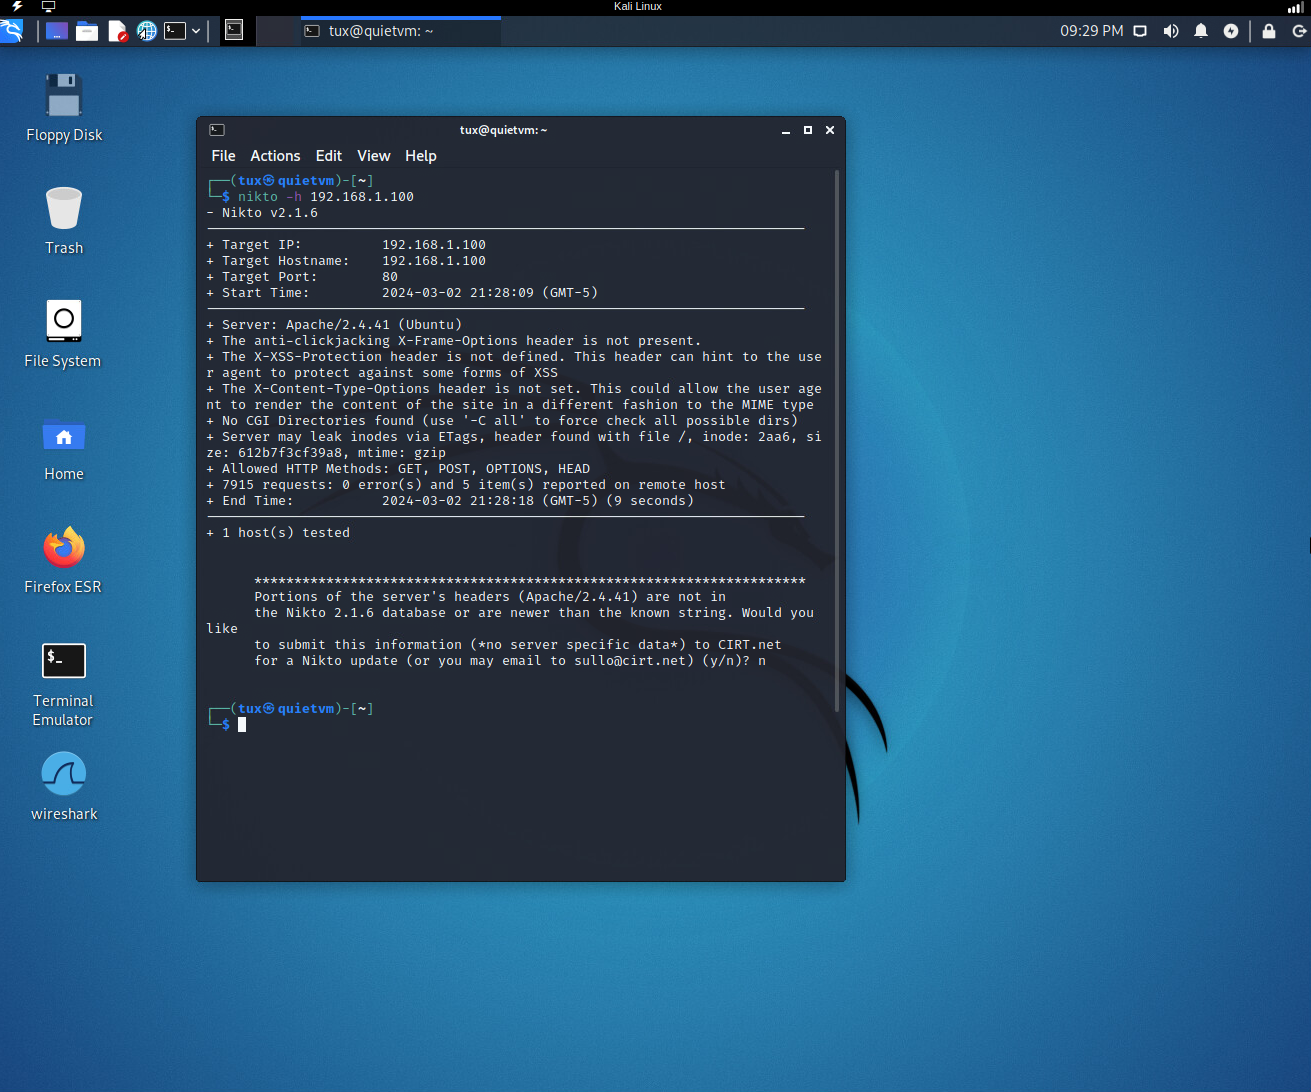 Kali Linux
tux@quietvm: ~
09:29 PM
Floppy Disk
Trash
File System
Home
Firefox ESR
Terminal
Emulator
wireshark
tux@quietvm: ~
File Actions Edit View Help
┌──(tux㉿quietvm)-[~]
└─$ nikto -h 192.168.1.100
- Nikto v2.1.6
+ Target IP: 192.168.1.100
+ Target Hostname: 192.168.1.100
+ Target Port: 80
+ Start Time: 2024-03-02 21:28:09 (GMT-5)
+ Server: Apache/2.4.41 (Ubuntu)
+ The anti-clickjacking X-Frame-Options header is not present.
+ The X-XSS-Protection header is not defined. This header can hint to the use
r agent to protect against some forms of XSS
+ The X-Content-Type-Options header is not set. This could allow the user age
nt to render the content of the site in a different fashion to the MIME type
+ No CGI Directories found (use '-C all' to force check all possible dirs)
+ Server may leak inodes via ETags, header found with file /, inode: 2aa6, si
ze: 612b7f3cf39a8, mtime: gzip
+ Allowed HTTP Methods: GET, POST, OPTIONS, HEAD
+ 7915 requests: 0 error(s) and 5 item(s) reported on remote host
+ End Time: 2024-03-02 21:28:18 (GMT-5) (9 seconds)
+ 1 host(s) tested
*********************************************************************
Portions of the server's headers (Apache/2.4.41) are not in
the Nikto 2.1.6 database or are newer than the known string. Would you
like
to submit this information (*no server specific data*) to CIRT.net
for a Nikto update (or you may email to sullo@cirt.net) (y/n)? n
┌──(tux㉿quietvm)-[~]
└─$